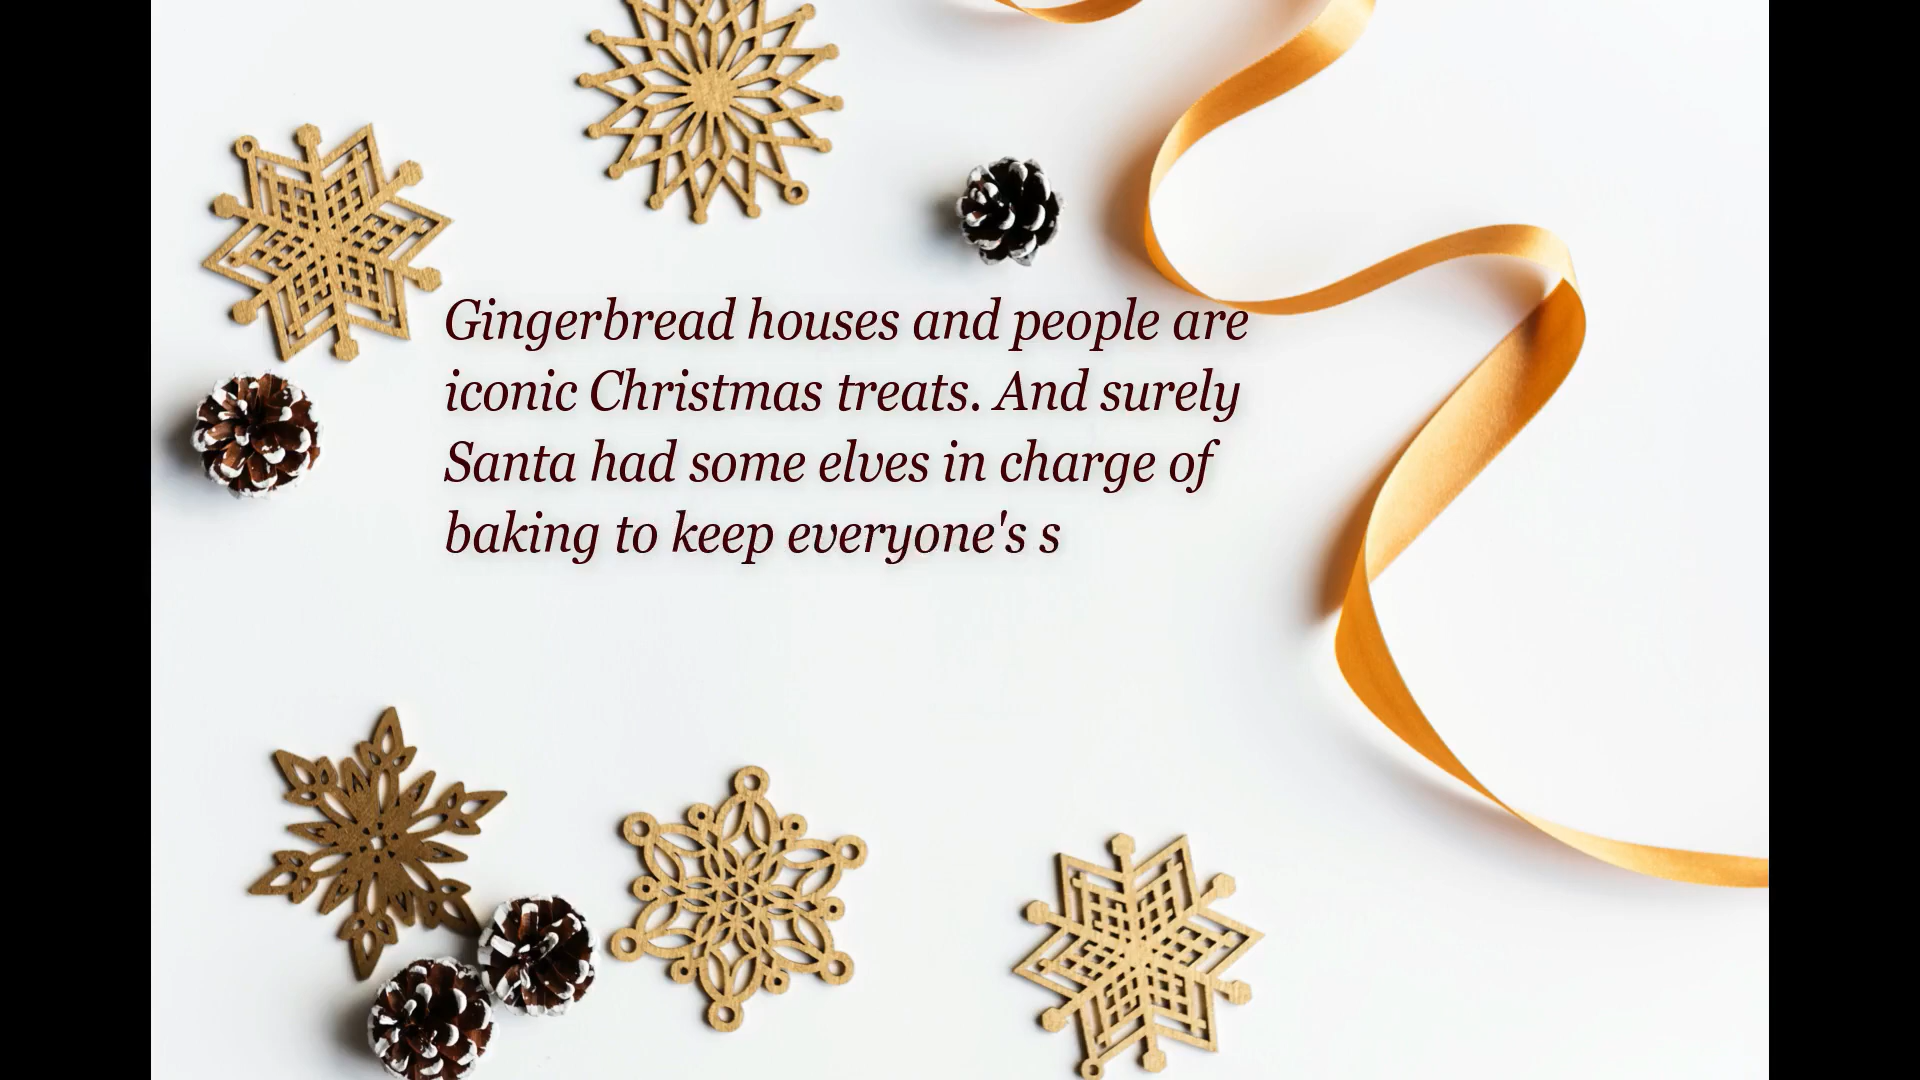 Gingerbread houses and people are
iconic Christmas treats. And surely
Santa had some elves in charge of
baking to keep everyone's s